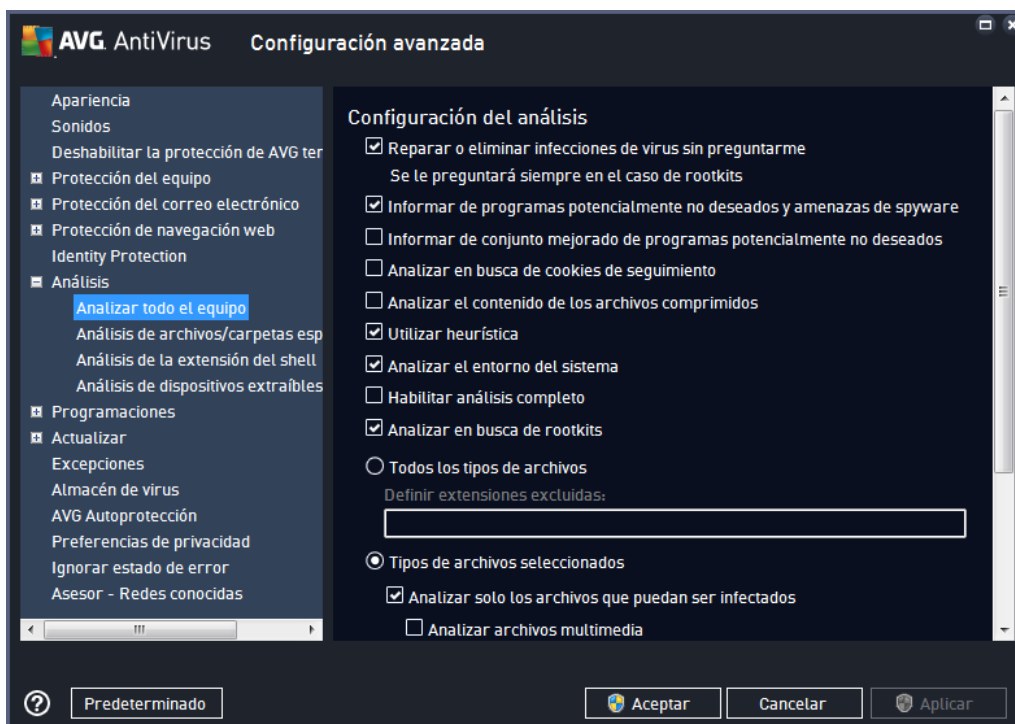 AVG. AntiVirus Configuración avanzada
Apariencia
Sonidos
Deshabilitar la protección de AVG ter
Protección del equipo
Protección del correo electrónico
Protección de navegación web
Identity Protection
Análisis
Analizar todo el equipo
Análisis de archivos/carpetas esp
Análisis de la extensión del shell
Análisis de dispositivos extraíbles
Programaciones
Actualizar
Excepciones
Almacén de virus
AVG Autoprotección
Preferencias de privacidad
Ignorar estado de error
Asesor - Redes conocidas
Configuración del análisis
Reparar o eliminar infecciones de virus sin preguntarme
Se le preguntará siempre en el caso de rootkits
Informar de programas potencialmente no deseados y amenazas de spyware
Informar de conjunto mejorado de programas potencialmente no deseados
Analizar en busca de cookies de seguimiento
Analizar el contenido de los archivos comprimidos
Utilizar heurística
Analizar el entorno del sistema
Habilitar análisis completo
Analizar en busca de rootkits
Todos los tipos de archivos
Definir extensiones excluidas:
Tipos de archivos seleccionados
Analizar solo los archivos que puedan ser infectados
Analizar archivos multimedia
Predeterminado
Aceptar
Cancelar
Aplicar